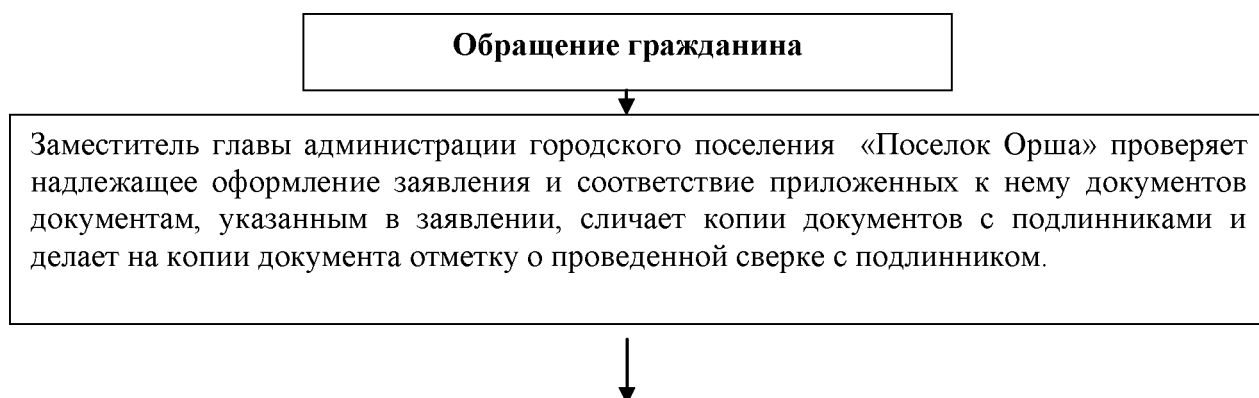 Обращение гражданина
Заместитель главы администрации городского поселения «Поселок Орша» проверяет
надлежащее оформление заявления и соответствие приложенных к нему документов
документам, указанным в заявлении, сличает копии документов с подлинниками и
делает на копии документа отметку о проведенной сверке с подлинником.